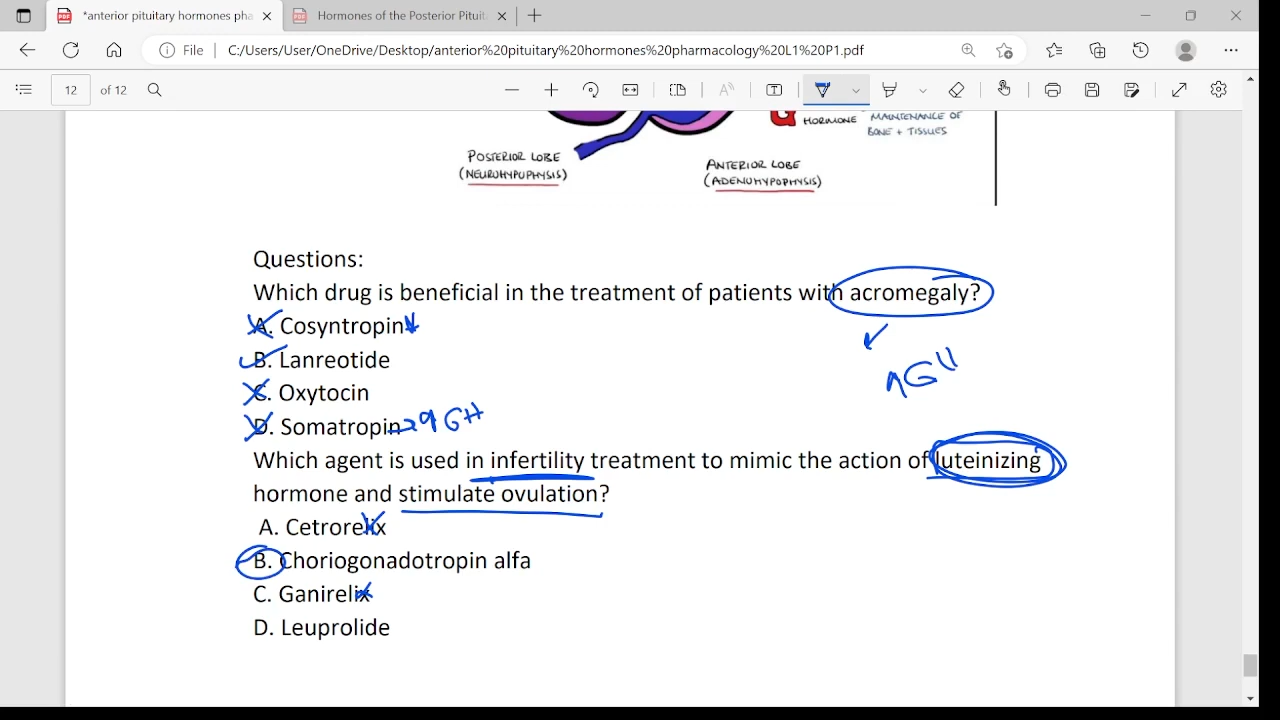 *anterior pituitary hormones pha
Hormones of the Posterior Pituit
File
C:/Users/User/OneDrive/Desktop/anterior%20pituitary%20hormones%20pharmacology%20L1%20P1.pdf
12 of 12
HORMONE
MAINTENANCE OF
BONE + TISSUES
POSTERIOR LOBE
(NEUROHYPOPHYSIS)
ANTERIOR LOBE
(ADENOHYPOPHYSIS)
Questions:
Which drug is beneficial in the treatment of patients with acromegaly?
A. Cosyntropin
B. Lanreotide
↑GH
C. Oxytocin
D. Somatropin→↑GH
Which agent is used in infertility treatment to mimic the action of luteinizing
hormone and stimulate ovulation?
A. Cetrorelix
B. Choriogonadotropin alfa
C. Ganirelix
D. Leuprolide